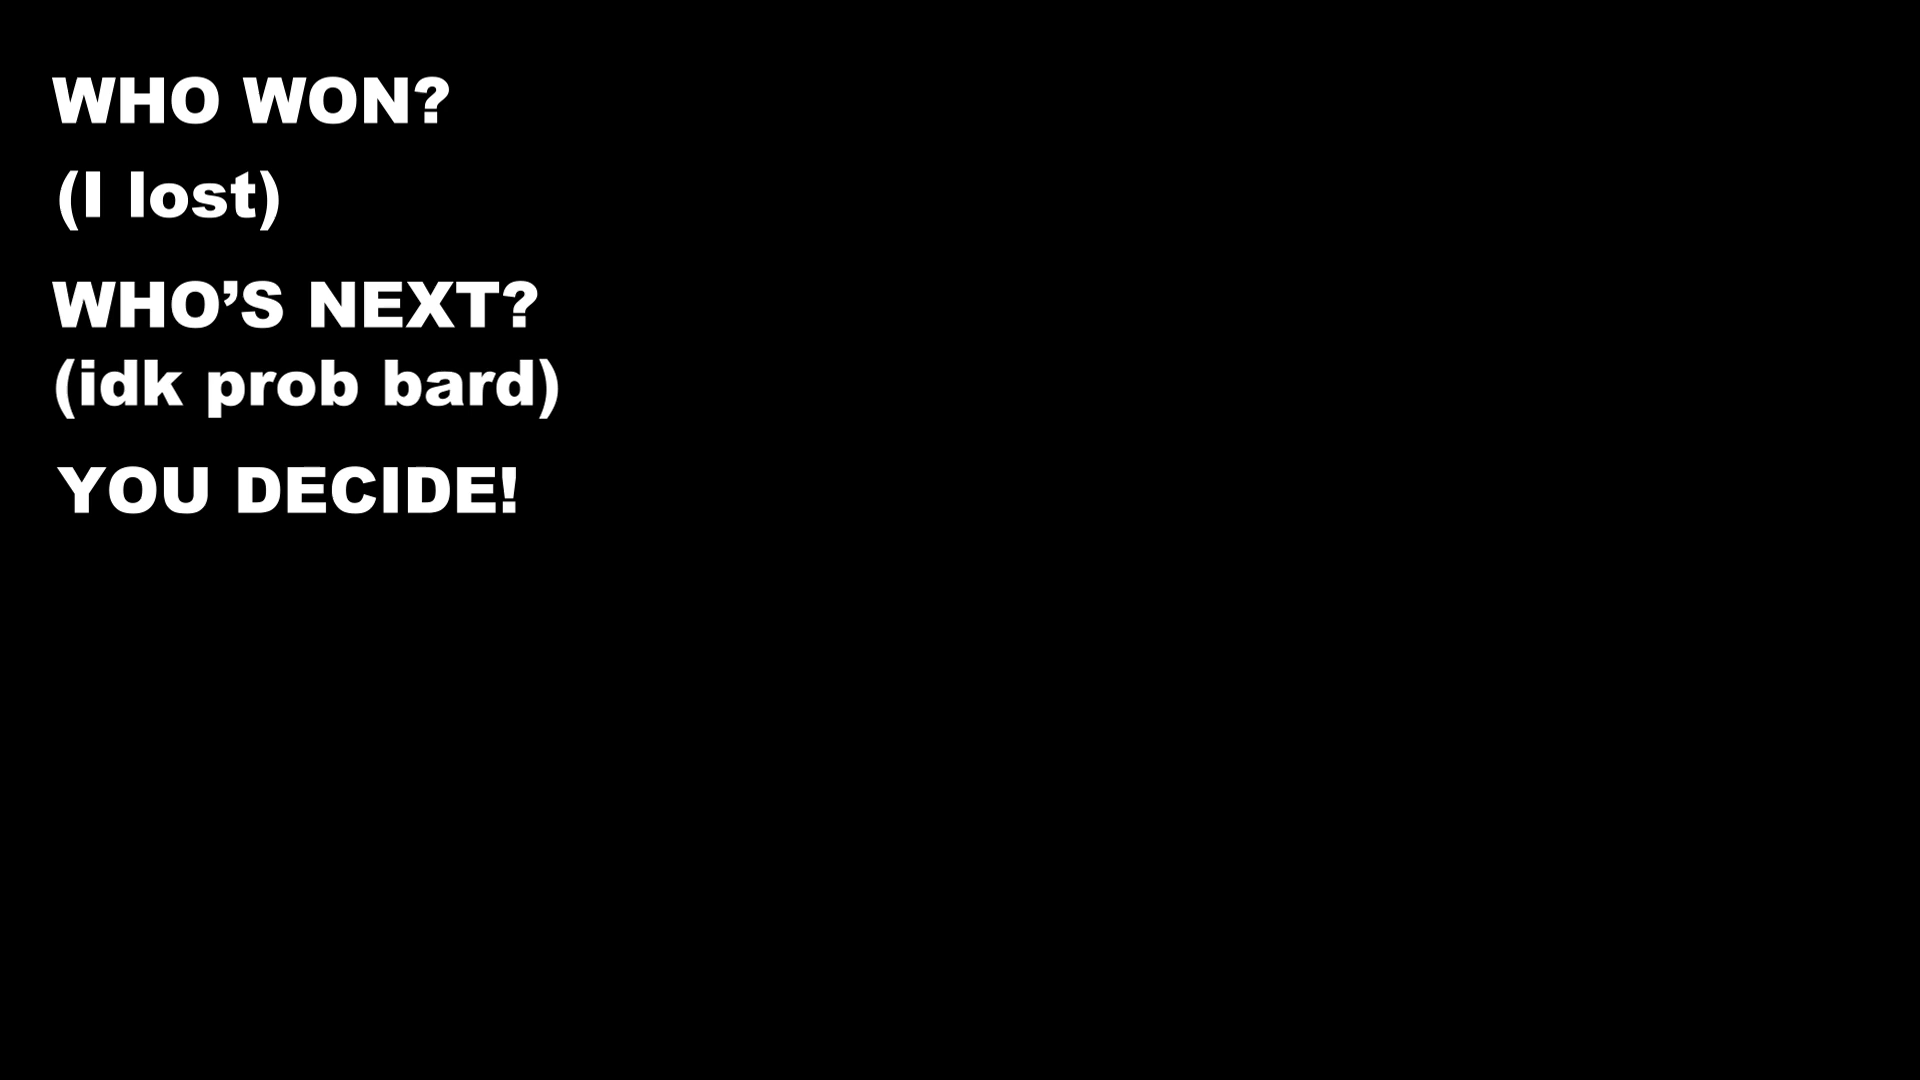 WHO WON?
(I lost)
WHO’S NEXT?
(idk prob bard)
YOU DECIDE!